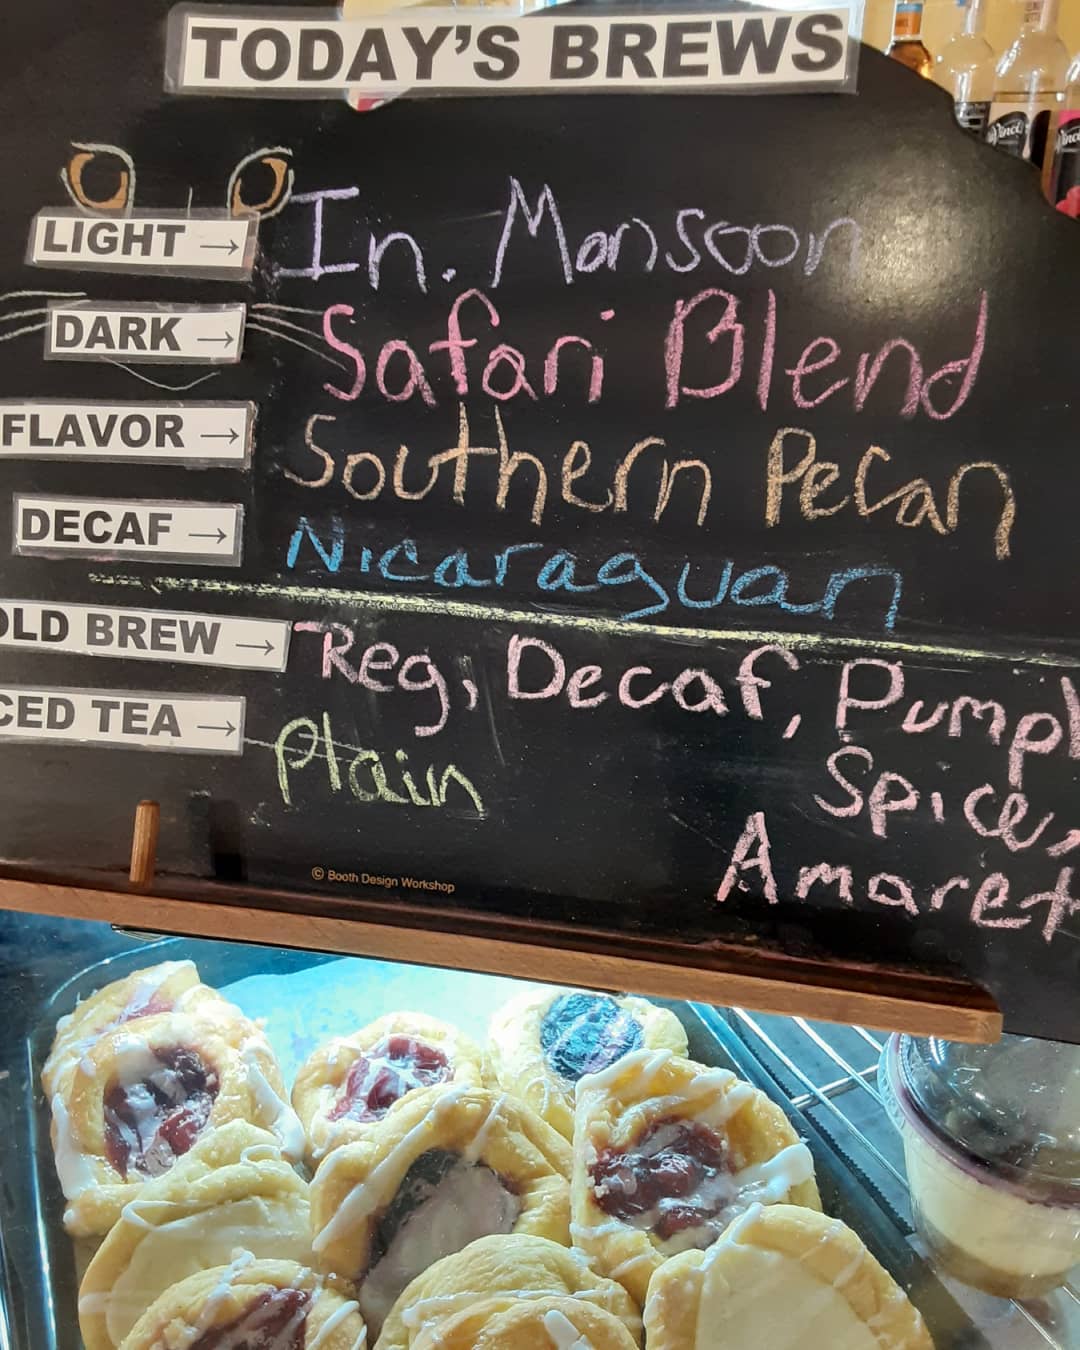 TODAY'S BREWS
LIGHT → In. Monsoon
DARK → Safari Blend
FLAVOR → Southern Pecan
DECAF → Nicaraguan
OLD BREW → Reg, Decaf, Pump
Spice,
CED TEA → Plain
Amaret
© Booth Design Workshop